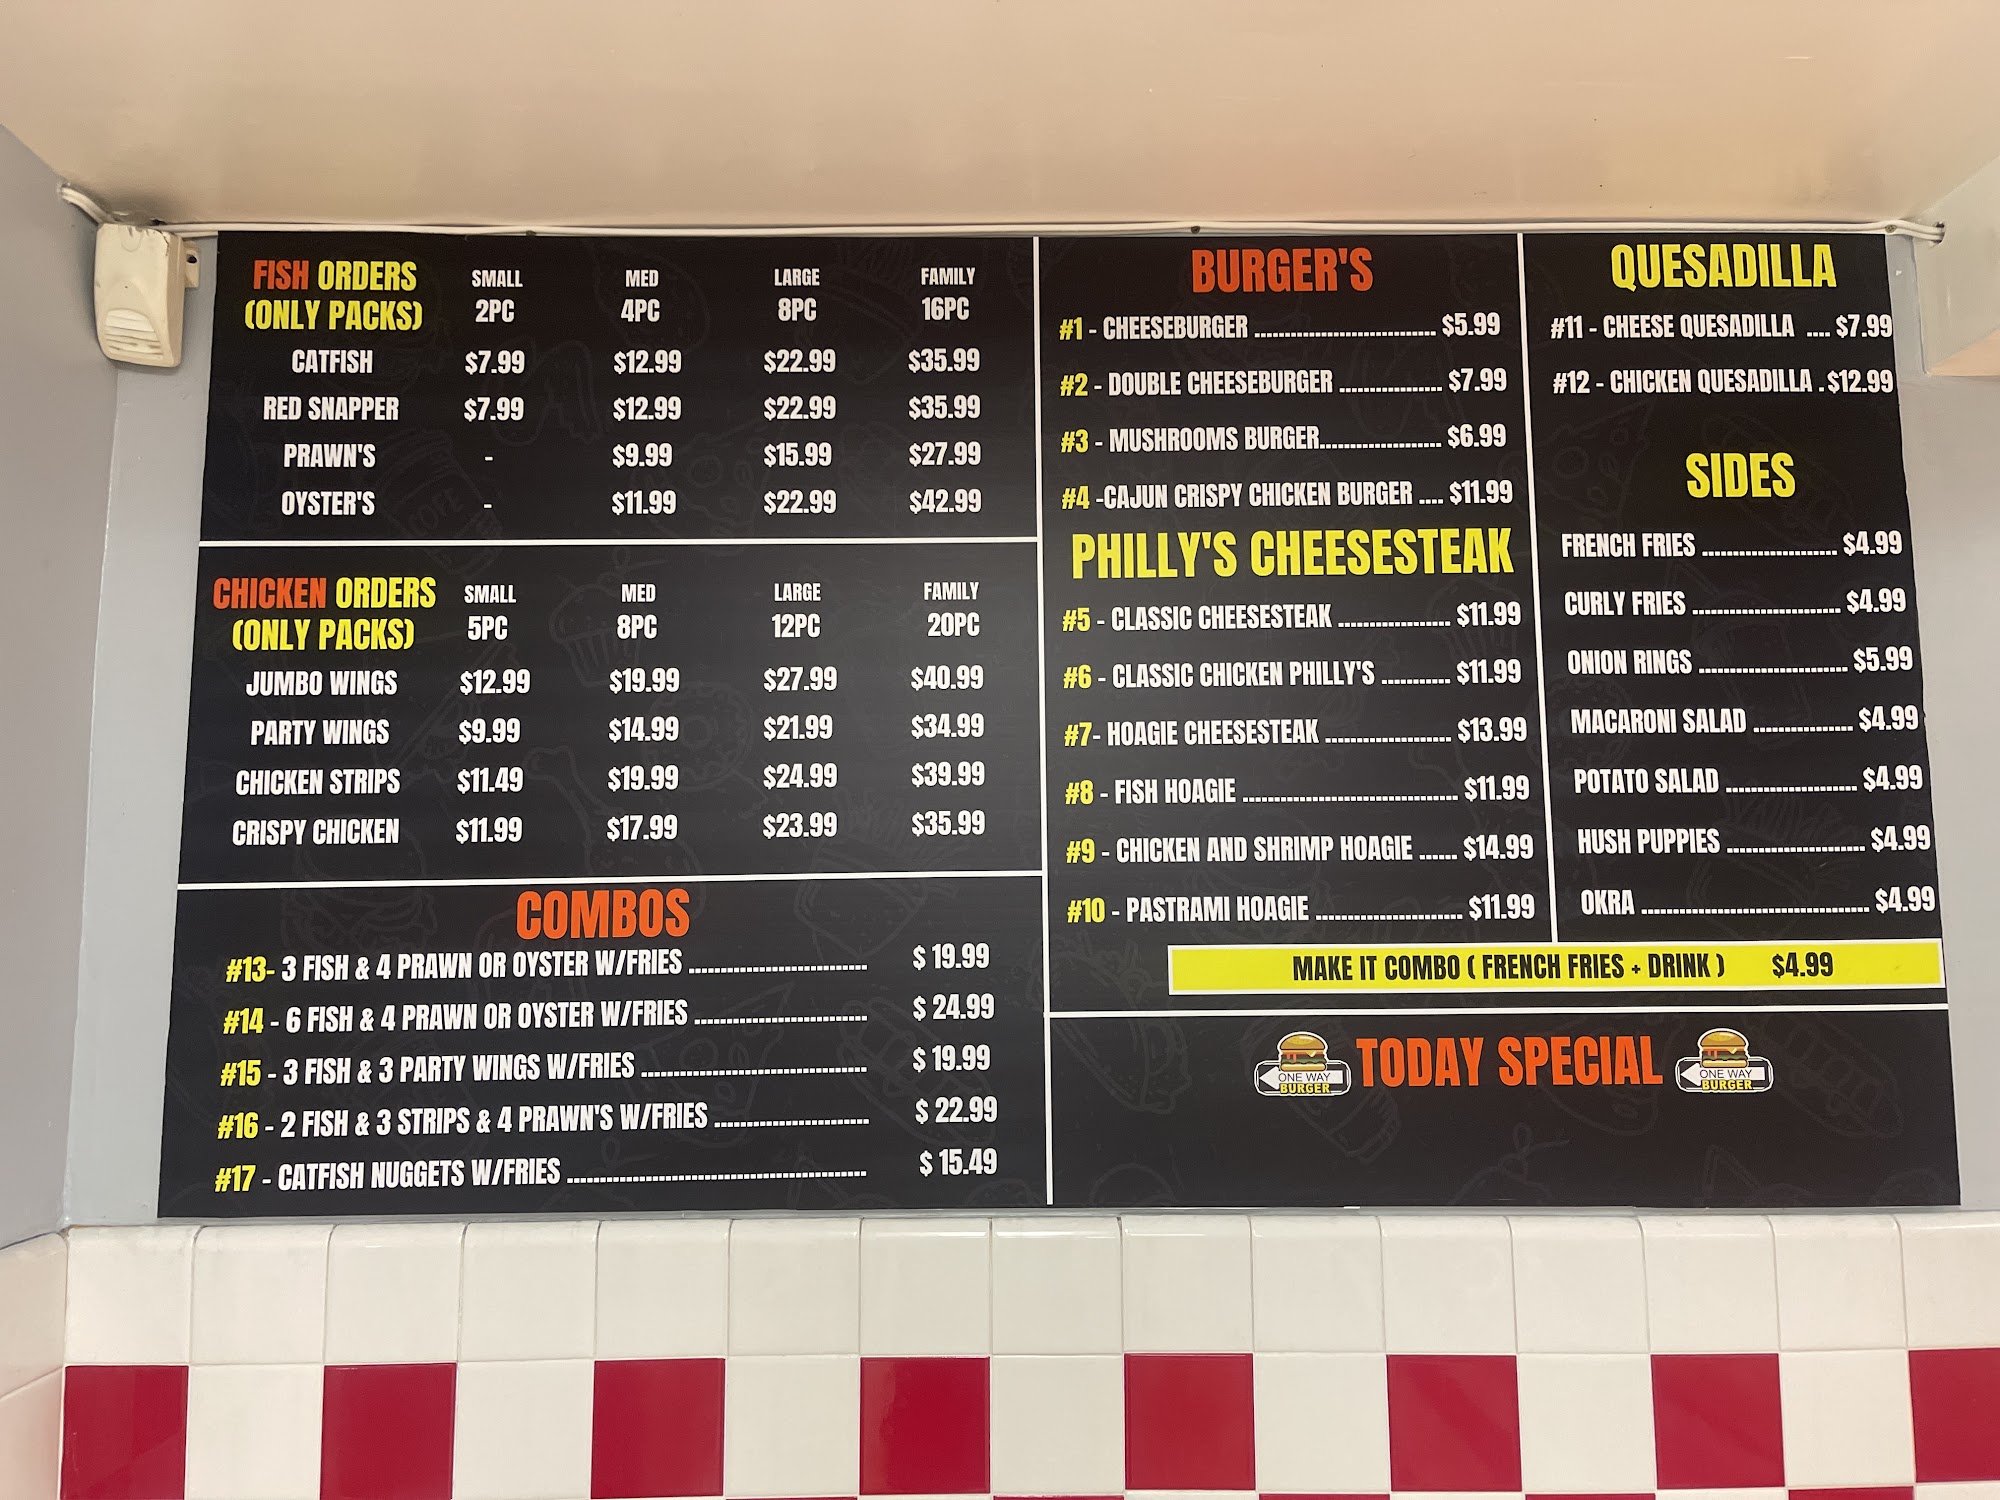 FISH ORDERS SMALL MED LARGE FAMILY
(ONLY PACKS) 2PC 4PC 8PC 16PC
CATFISH $7.99 $12.99 $22.99 $35.99
RED SNAPPER $7.99 $12.99 $22.99 $35.99
PRAWN'S - $9.99 $15.99 $27.99
OYSTER'S - $11.99 $22.99 $42.99
CHICKEN ORDERS SMALL MED LARGE FAMILY
(ONLY PACKS) 5PC 8PC 12PC 20PC
JUMBO WINGS $12.99 $19.99 $27.99 $40.99
PARTY WINGS $9.99 $14.99 $21.99 $34.99
CHICKEN STRIPS $11.49 $19.99 $24.99 $39.99
CRISPY CHICKEN $11.99 $17.99 $23.99 $35.99
COMBOS
#13- 3 FISH & 4 PRAWN OR OYSTER W/FRIES ........................... $ 19.99
#14 - 6 FISH & 4 PRAWN OR OYSTER W/FRIES .......................... $ 24.99
#15 - 3 FISH & 3 PARTY WINGS W/FRIES .................................. $ 19.99
#16 - 2 FISH & 3 STRIPS & 4 PRAWN'S W/FRIES ....................... $ 22.99
#17 - CATFISH NUGGETS W/FRIES ............................................. $ 15.49
BURGER'S
#1 - CHEESEBURGER ............................ $5.99
#2 - DOUBLE CHEESEBURGER ................ $7.99
#3 - MUSHROOMS BURGER................... $6.99
#4 -CAJUN CRISPY CHICKEN BURGER .... $11.99
PHILLY'S CHEESESTEAK
#5 - CLASSIC CHEESESTEAK ................. $11.99
#6 - CLASSIC CHICKEN PHILLY'S ........... $11.99
#7- HOAGIE CHEESESTEAK ................... $13.99
#8 - FISH HOAGIE ................................. $11.99
#9 - CHICKEN AND SHRIMP HOAGIE ...... $14.99
#10 - PASTRAMI HOAGIE ...................... $11.99
QUESADILLA
#11 - CHEESE QUESADILLA .... $7.99
#12 - CHICKEN QUESADILLA . $12.99
SIDES
FRENCH FRIES ..................... $4.99
CURLY FRIES ....................... $4.99
ONION RINGS ....................... $5.99
MACARONI SALAD ............... $4.99
POTATO SALAD .................... $4.99
HUSH PUPPIES ..................... $4.99
OKRA ................................... $4.99
MAKE IT COMBO ( FRENCH FRIES + DRINK ) $4.99
TODAY SPECIAL
ONE WAY
BURGER
ONE WAY
BURGER